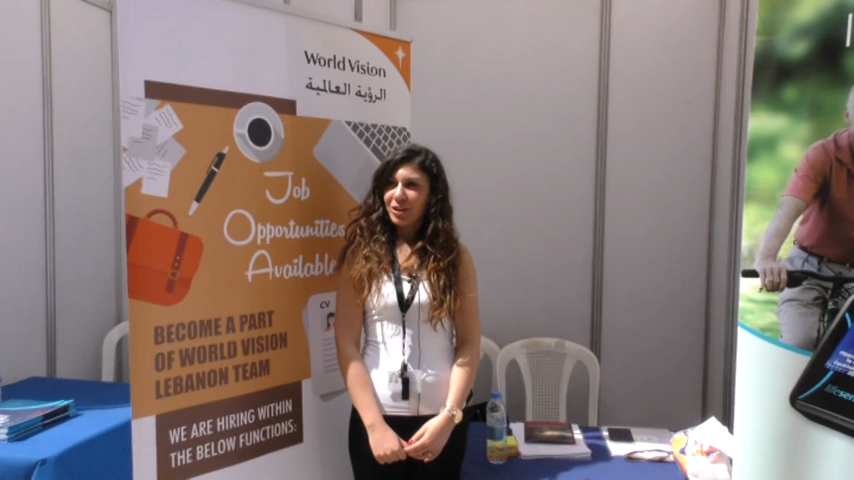 World Vision
الرؤية العالمية
Job
Opportunities
Available
CV
BECOME A PART
OF WORLD VISION
LEBANON TEAM
WE ARE HIRING WITHIN
THE BELOW FUNCTIONS: